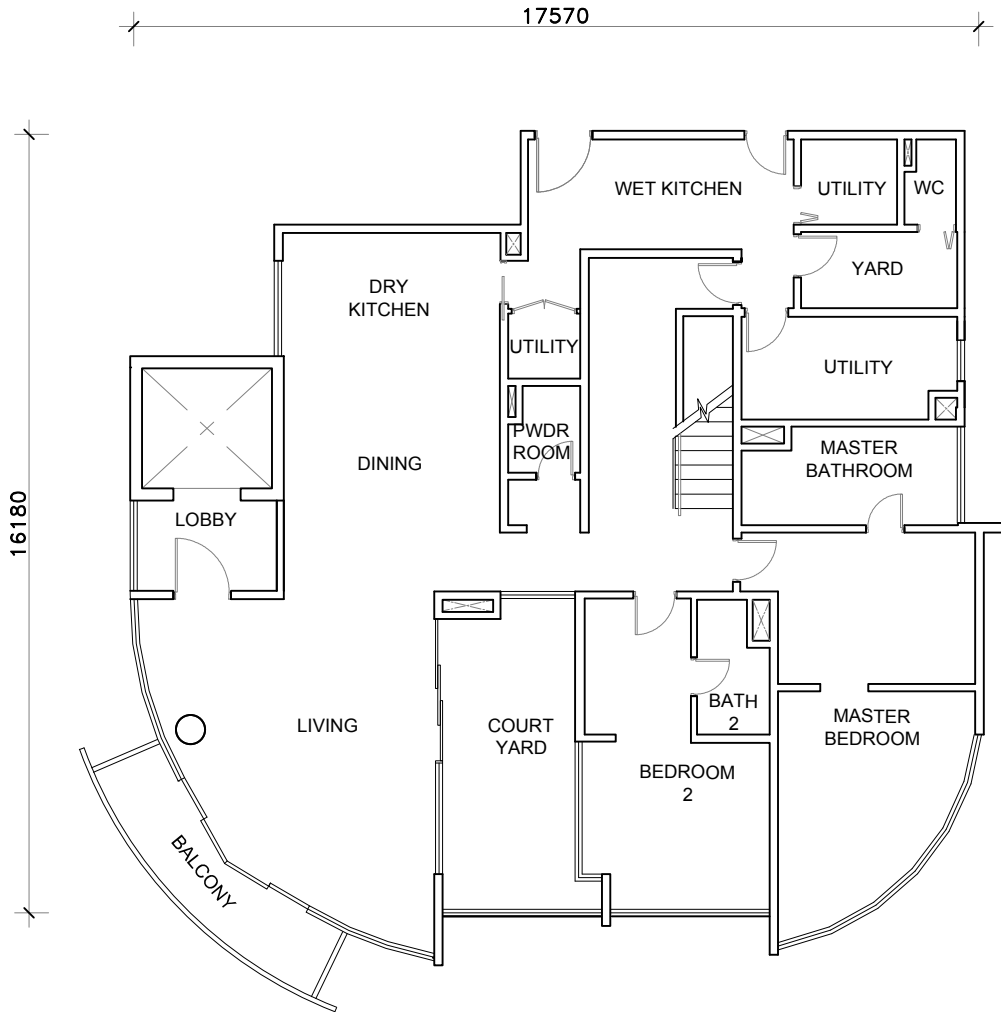 17570
WET KITCHEN
UTILITY
WC
YARD
DRY
KITCHEN
UTILITY
UTILITY
PWDR
ROOM
MASTER
BATHROOM
DINING
LOBBY
16180
LIVING
COURT
YARD
BATH
2
MASTER
BEDROOM
BEDROOM
2
BALCONY